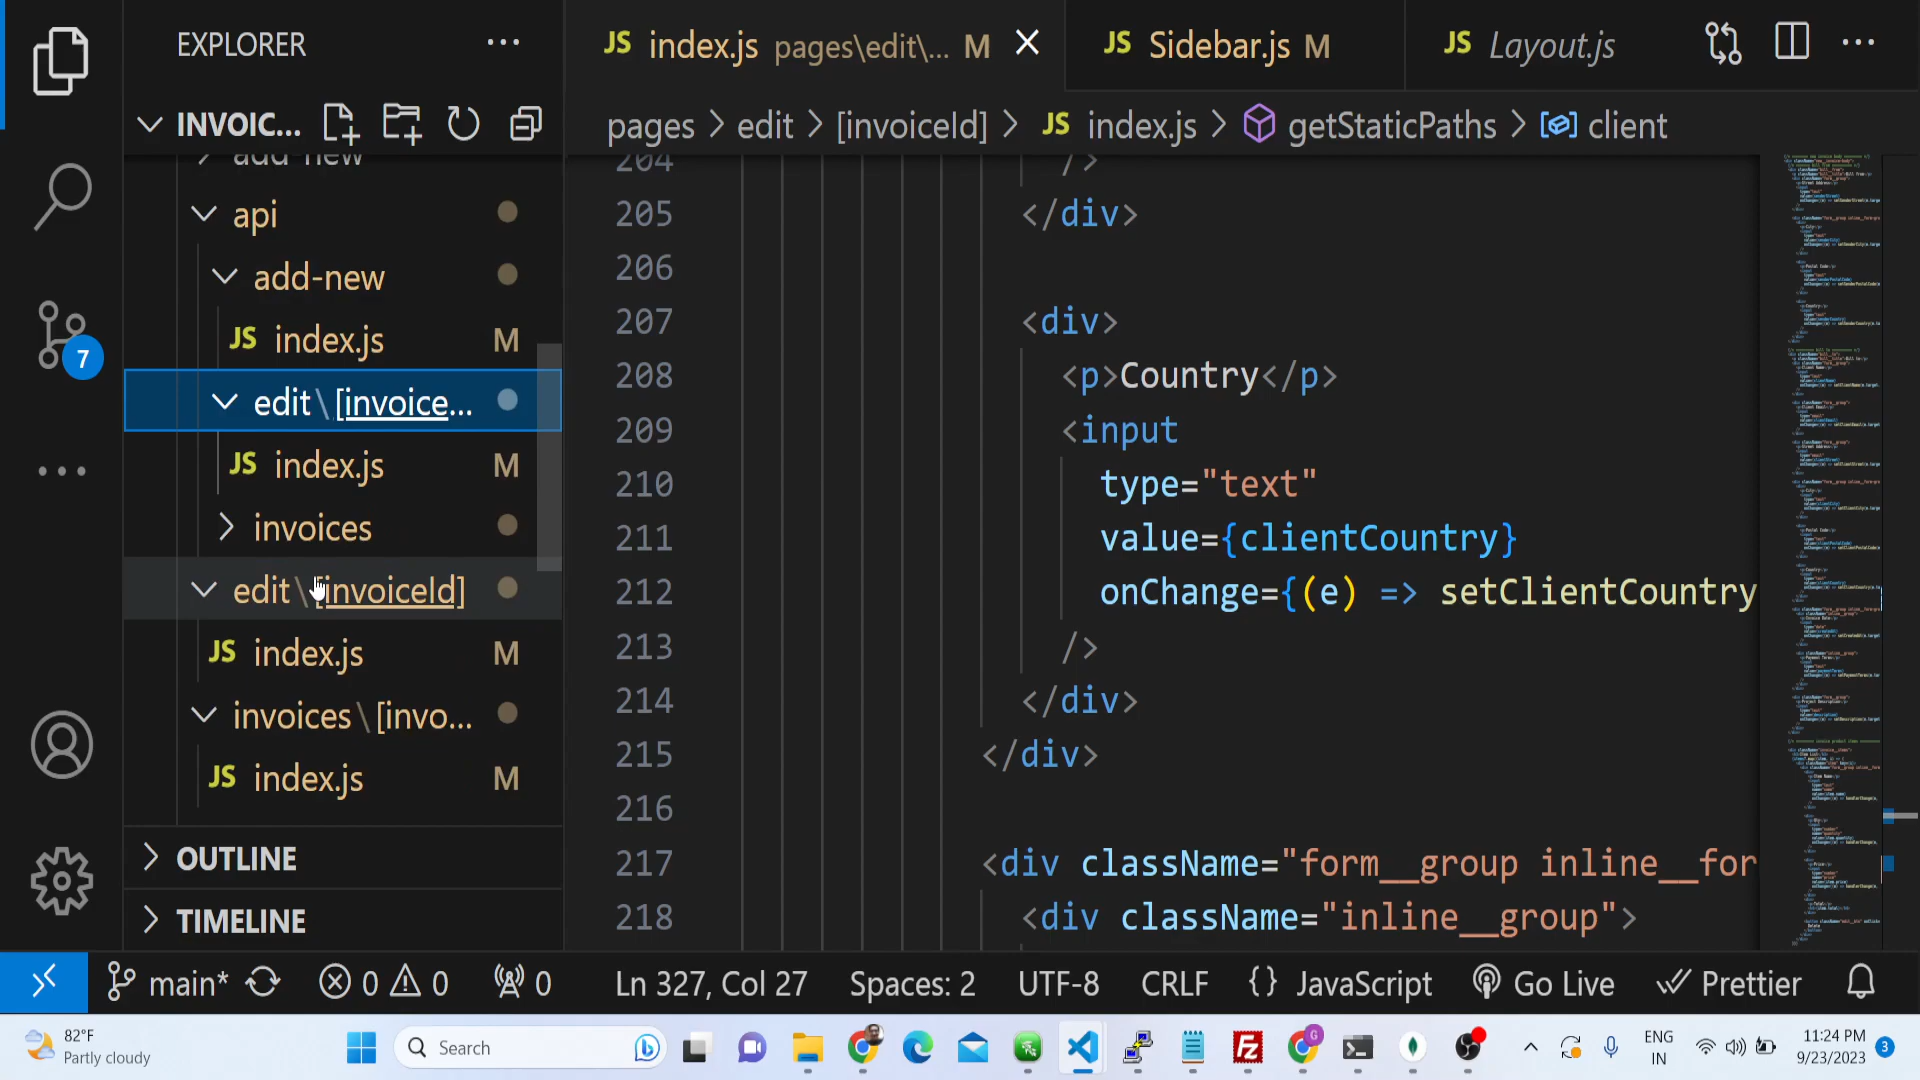 EXPLORER
INVOIC...
add-new
api
add-new
JS index.js M
edit\[invoice...
JS index.js M
invoices
edit\[invoiceId]
JS index.js M
invoices\[invo...
JS index.js M
OUTLINE
TIMELINE
7
JS index.js pages\edit\... M
JS Sidebar.js M
JS Layout.js
pages > edit > [invoiceId] > JS index.js > getStaticPaths > client
204 />
205 </div>
206
207 <div>
208 <p>Country</p>
209 <input
210 type="text"
211 value={clientCountry}
212 onChange={(e) => setClientCountry
213 />
214 </div>
215 </div>
216
217 <div className="form__group inline__for
218 <div className="inline__group">
main* 0 0 0 Ln 327, Col 27 Spaces: 2 UTF-8 CRLF {} JavaScript Go Live Prettier
82°F
Partly cloudy
Search
ENG
IN
11:24 PM
9/23/2023
3